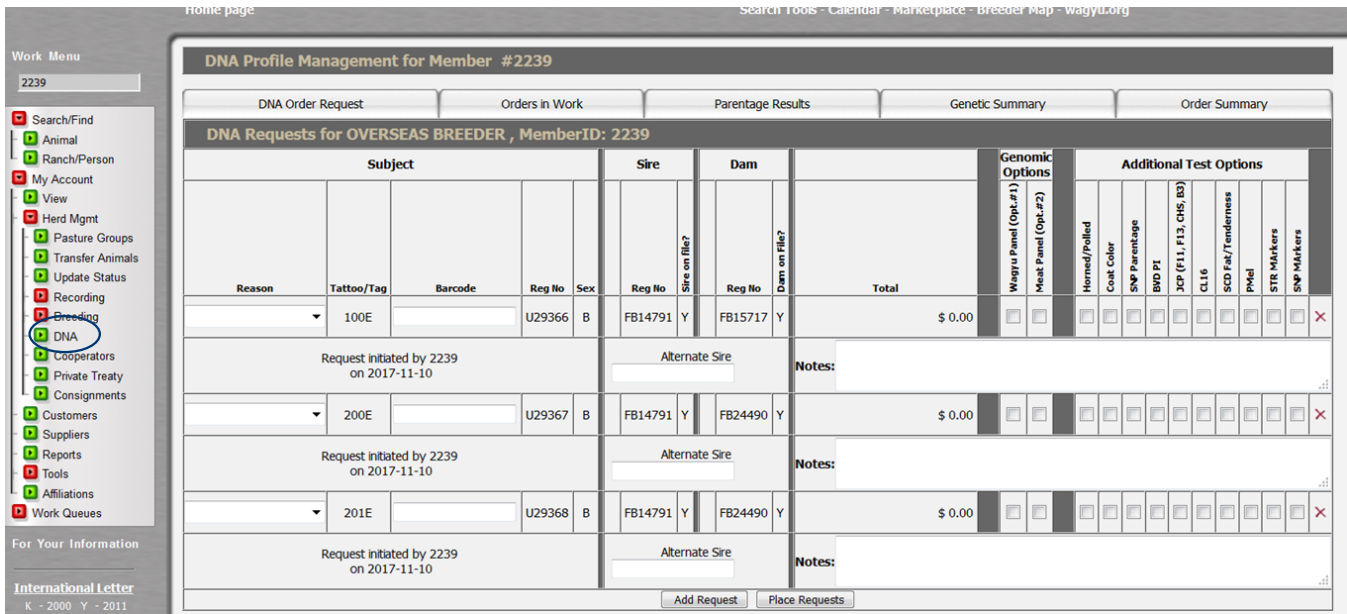 Home page
Search Tools - Calendar - Marketplace - Breeder Map - Wagyu.org
Work Menu
2239
Search/Find
Animal
Ranch/Person
My Account
View
Herd Mgmt
Pasture Groups
Transfer Animals
Update Status
Recording
Breeding
DNA
Cooperators
Private Treaty
Consignments
Customers
Suppliers
Reports
Tools
Affiliations
Work Queues
For Your Information
International Letter
K - 2000 Y - 2011
DNA Profile Management for Member #2239
DNA Order Request Orders in Work Parentage Results Genetic Summary Order Summary
DNA Requests for OVERSEAS BREEDER , MemberID: 2239
Subject Sire Dam Genomic Options Additional Test Options
Reason Tattoo/Tag Barcode Reg No Sex Reg No Sire on file? Reg No Dam on File? Total Wagyu Panel (Opt.#1) Meat Panel (Opt.#2) Horned/Polled Coat Color SNP Parentage BVD PI 3CP (F11, F13, CHS, B3) CL16 SCD Fat/Tenderness PMel STR MArkers SNP MArkers
100E U29366 B FB14791 Y FB15717 Y $ 0.00
Request initiated by 2239
on 2017-11-10
Alternate Sire
Notes:
200E U29367 B FB14791 Y FB24490 Y $ 0.00
Request initiated by 2239
on 2017-11-10
Alternate Sire
Notes:
201E U29368 B FB14791 Y FB24490 Y $ 0.00
Request initiated by 2239
on 2017-11-10
Alternate Sire
Notes:
Add Request Place Requests